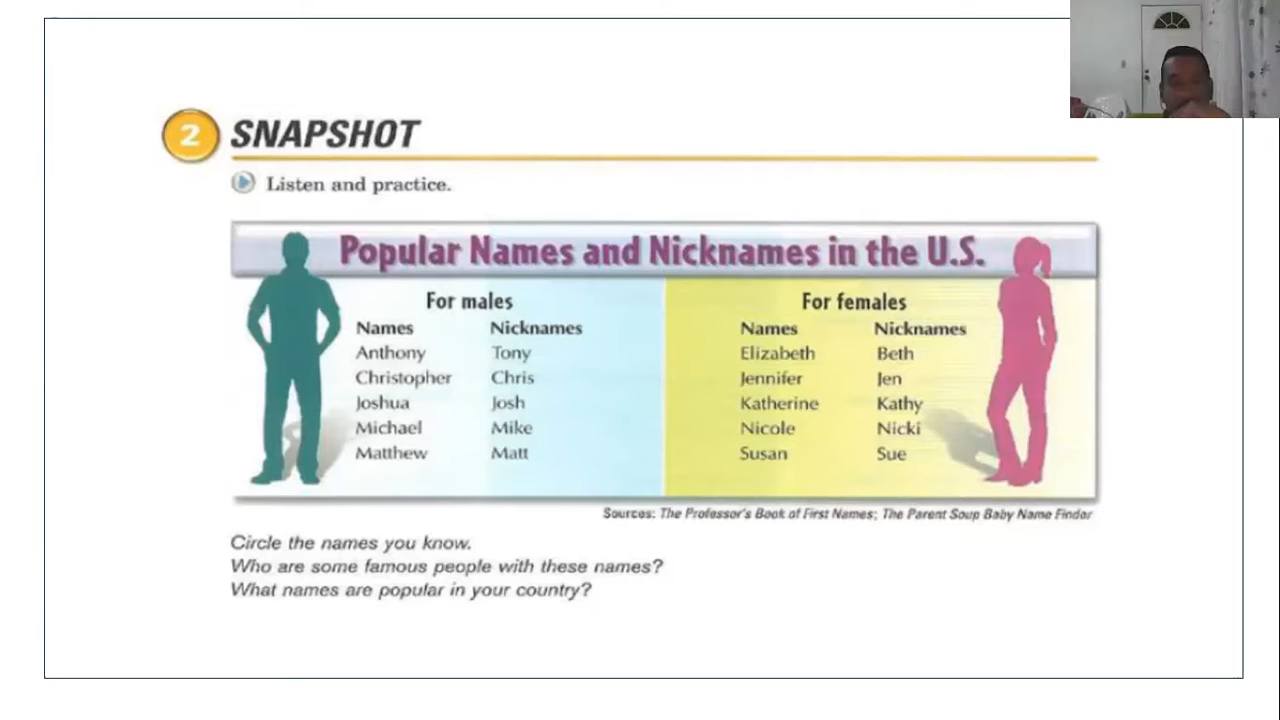 2 SNAPSHOT
Listen and practice.
Popular Names and Nicknames in the U.S.
For males
Names Nicknames
Anthony Tony
Christopher Chris
Joshua Josh
Michael Mike
Matthew Matt
For females
Names Nicknames
Elizabeth Beth
Jennifer Jen
Katherine Kathy
Nicole Nicki
Susan Sue
Sources: The Professor's Book of First Names; The Parent Soup Baby Name Finder
Circle the names you know.
Who are some famous people with these names?
What names are popular in your country?